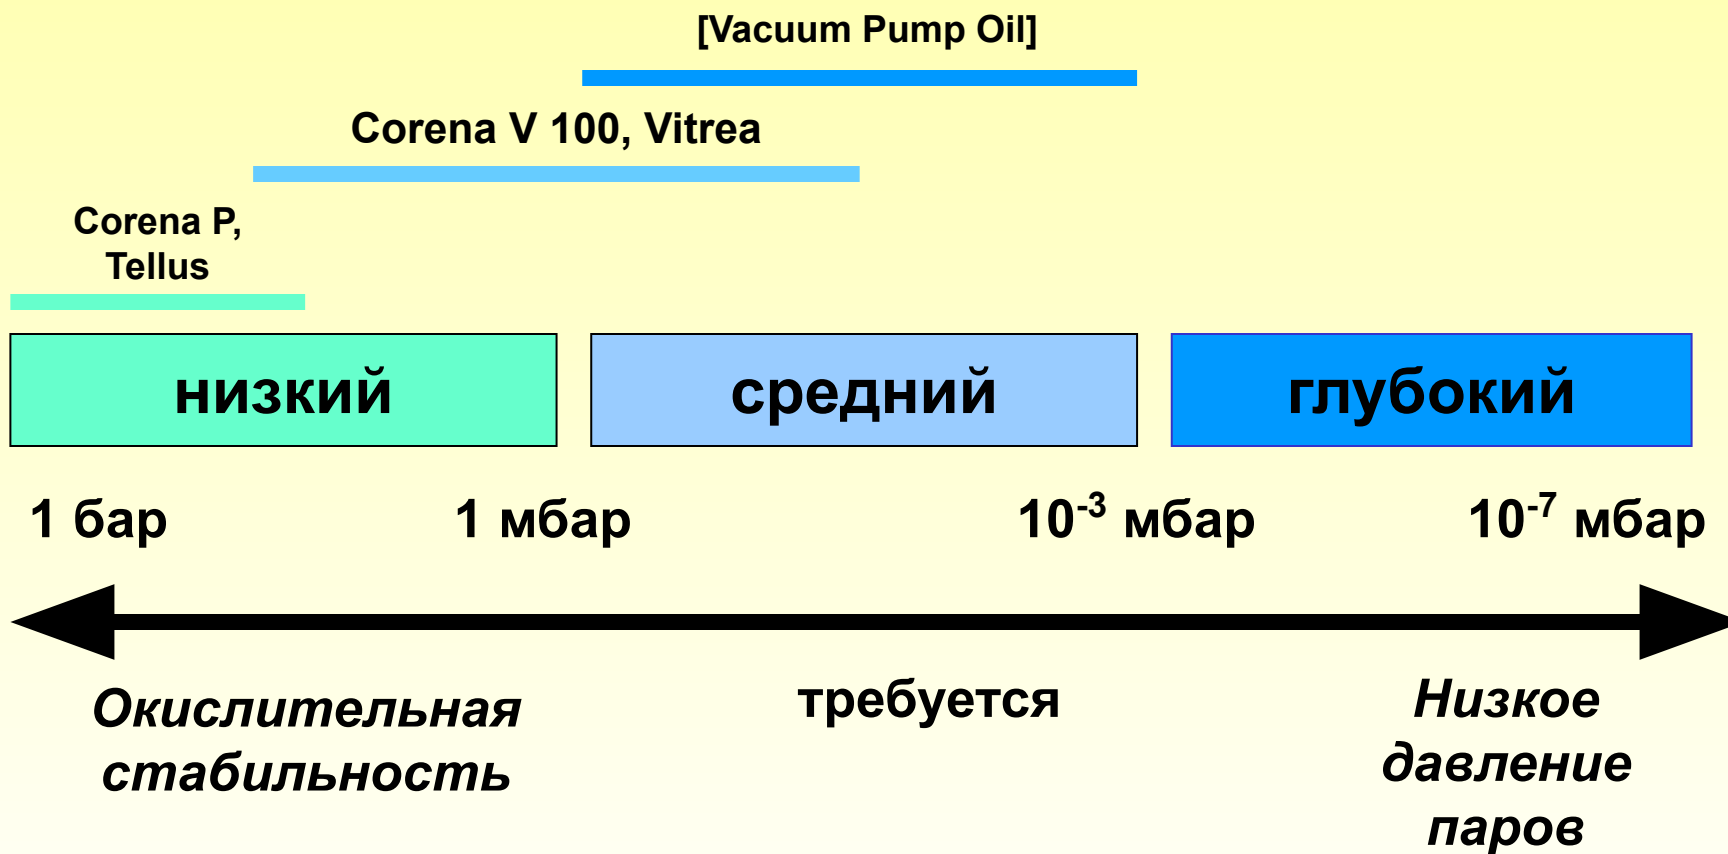 [Vacuum Pump Oil]
Corena V 100, Vitrea
Corena P,
Tellus
низкий
средний
глубокий
1 бар
1 мбар
10⁻³ мбар
10⁻⁷ мбар
Окислительная
стабильность
требуется
Низкое
давление
паров